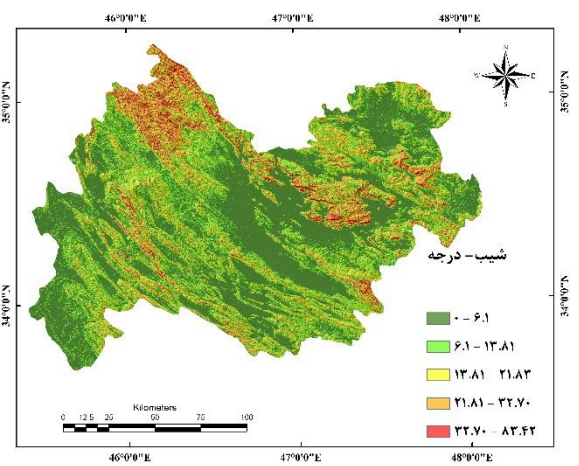 46°0'0"E 47°0'0"E 48°0'0"E
N
W E
S
35°0'0"N 35°0'0"N
شیب- درجه
34°0'0"N 34°0'0"N
۰ - ۶.۱
۶.۱ - ۱۳.۸۱
۱۳.۸۱ ۲۱.۸۳
۲۱.۸۱ - ۳۲.۷۰
۳۲.۷۰ - ۸۳.۴۲
Kilometers
0 12.5 25 50 75 100
46°0'0"E 47°0'0"E 48°0'0"E